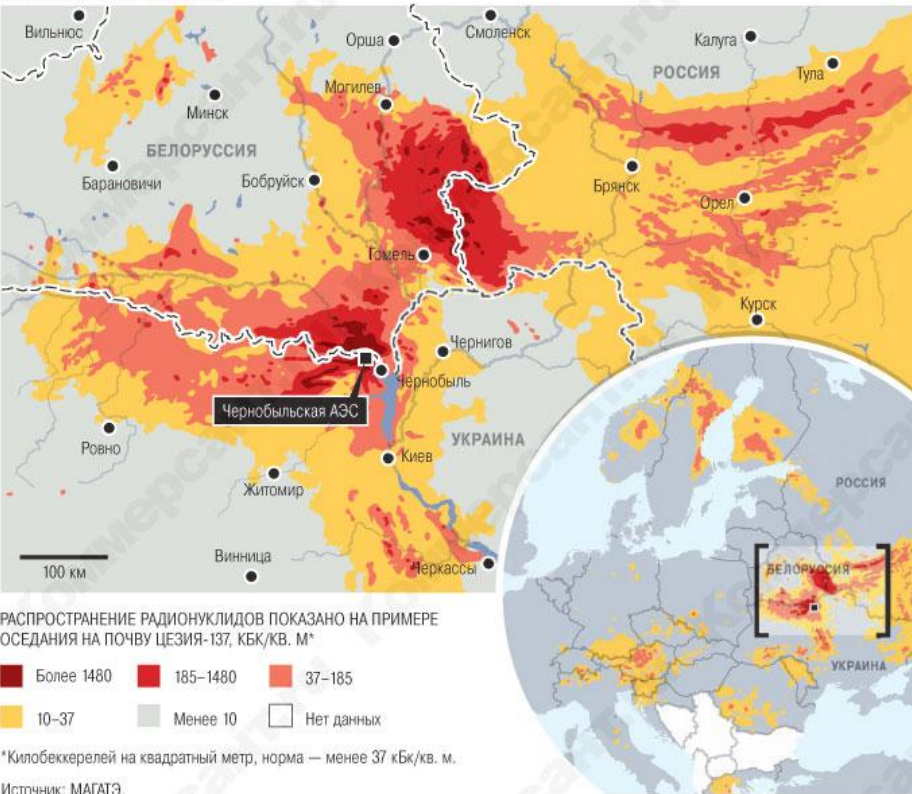 Вильнюс
Орша
Смоленск
Калуга
РОССИЯ
Тула
Могилев
Минск
БЕЛОРУССИЯ
Барановичи
Бобруйск
Брянск
Орел
Гомель
Курск
Чернигов
Чернобыль
Чернобыльская АЭС
УКРАИНА
Ровно
Киев
Житомир
Винница
Черкассы
100 км
РОССИЯ
БЕЛОРУССИЯ
УКРАИНА
РАСПРОСТРАНЕНИЕ РАДИОНУКЛИДОВ ПОКАЗАНО НА ПРИМЕРЕ
ОСЕДАНИЯ НА ПОЧВУ ЦЕЗИЯ-137, КБК/КВ. М*
Более 1480
185–1480
37–185
10–37
Менее 10
Нет данных
*Килобеккерелей на квадратный метр, норма — менее 37 кБк/кв. м.
Источник: МАГАТЭ.